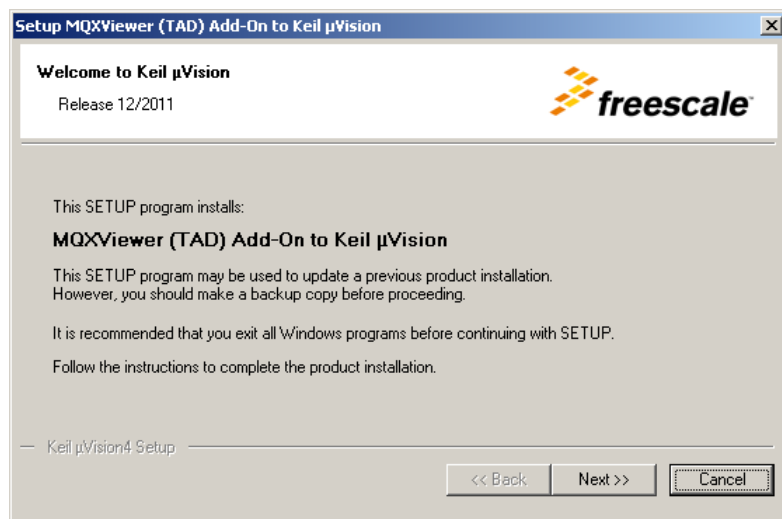 Setup MQXViewer (TAD) Add-On to Keil µVision
Welcome to Keil µVision
Release 12/2011
freescale
This SETUP program installs:
MQXViewer (TAD) Add-On to Keil µVision
This SETUP program may be used to update a previous product installation.
However, you should make a backup copy before proceeding.
It is recommended that you exit all Windows programs before continuing with SETUP.
Follow the instructions to complete the product installation.
Keil µVision4 Setup
<< Back
Next >>
Cancel